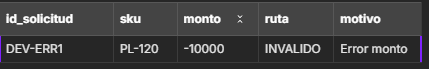 id_solicitud sku monto ruta motivo
DEV-ERR1 PL-120 -10000 INVALIDO Error monto